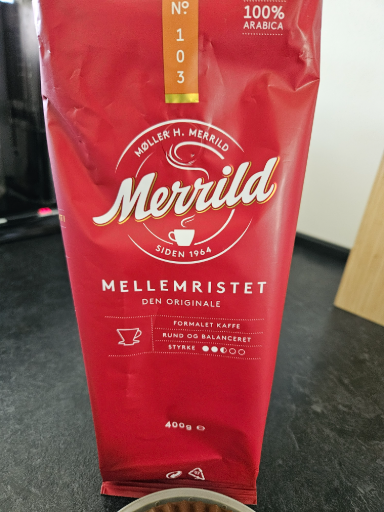 Nº
1
0
3
100%
ARABICA
MØLLER H. MERRILD
Merrild
SIDEN 1964
MELLEMRISTET
DEN ORIGINALE
FORMALET KAFFE
RUND OG BALANCERET
STYRKE
400g ℮